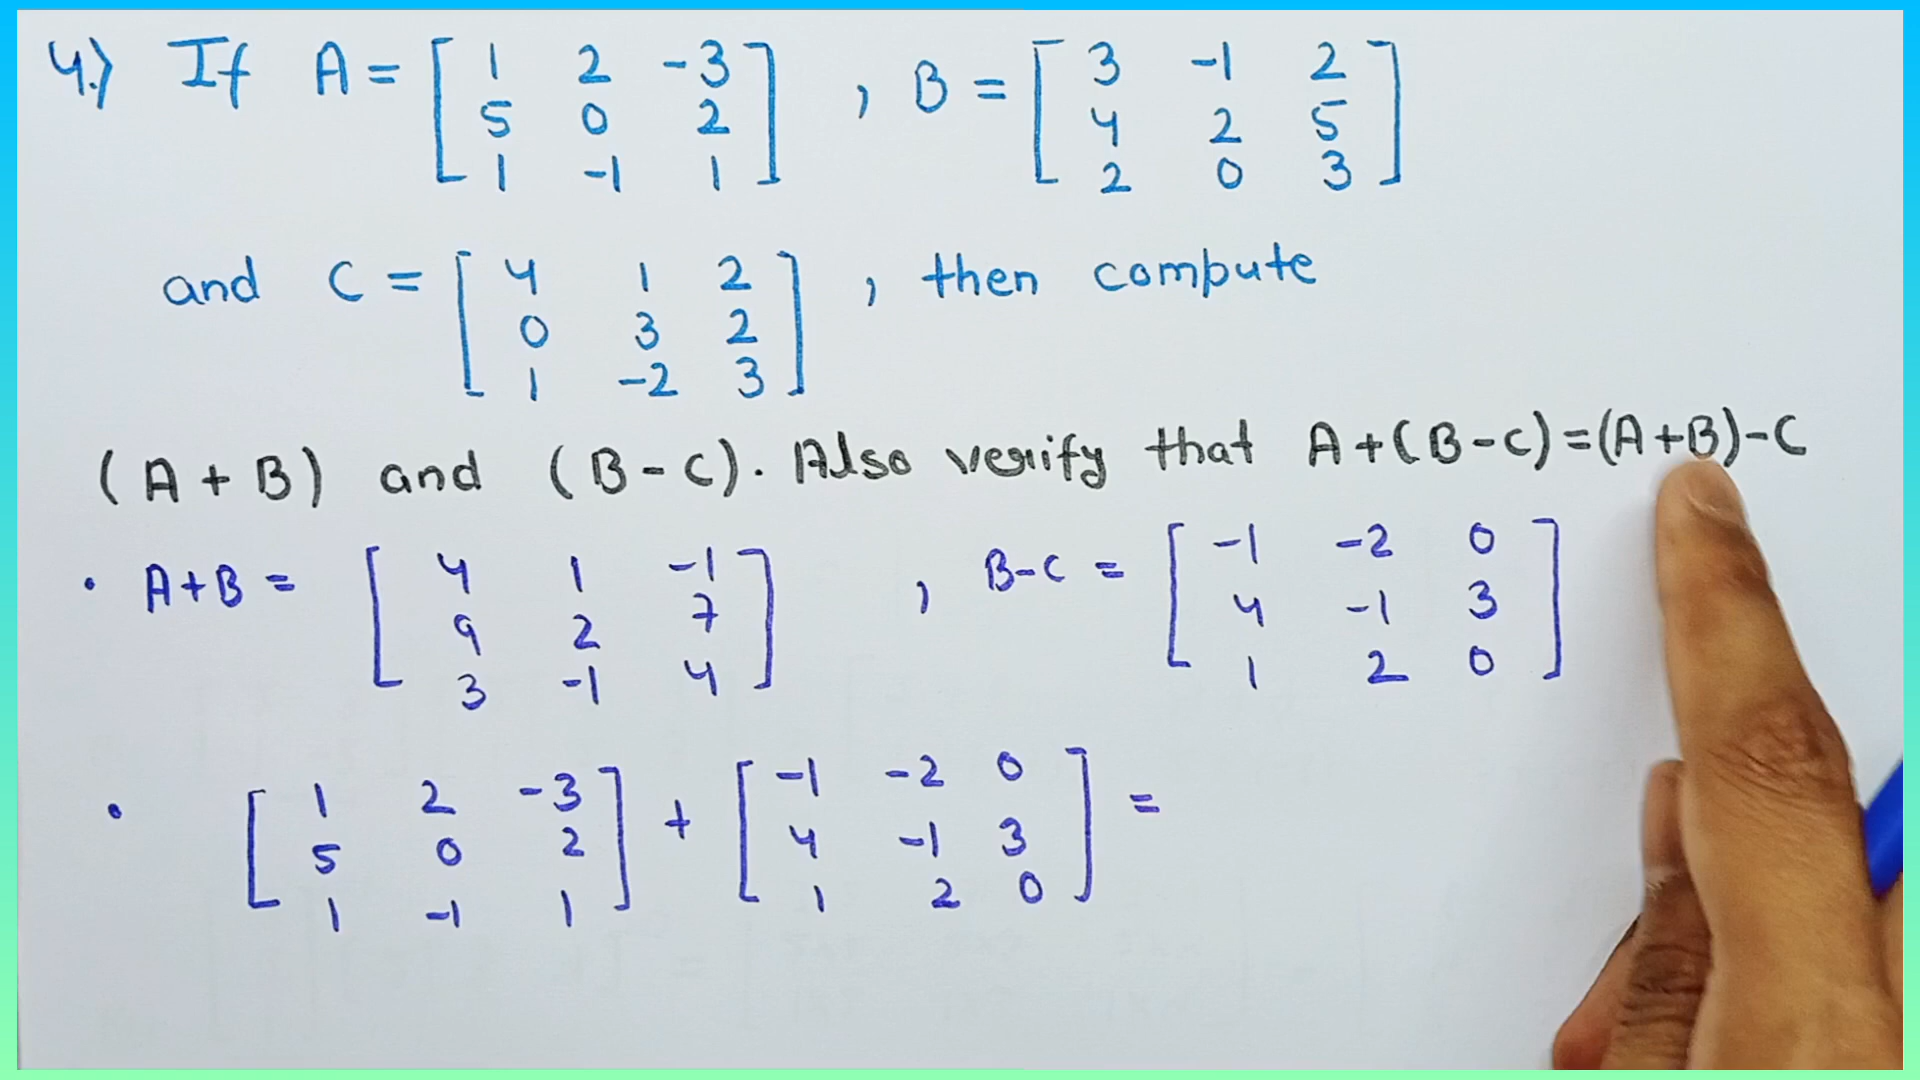 4.) If A = [ 1 2 -3 ] , B = [ 3 -1 2 ]
5 0 2 4 2 5
1 -1 1 2 0 3
and C = [ 4 1 2 ] , then compute
0 3 2
1 -2 3
(A + B) and (B - C). Also verify that A+(B-C)=(A+B)-C
• A+B = [ 4 1 -1 ] , B-C = [ -1 -2 0 ]
9 2 7 4 -1 3
3 -1 4 1 2 0
• [ 1 2 -3 ] + [ -1 -2 0 ] =
5 0 2 4 -1 3
1 -1 1 1 2 0